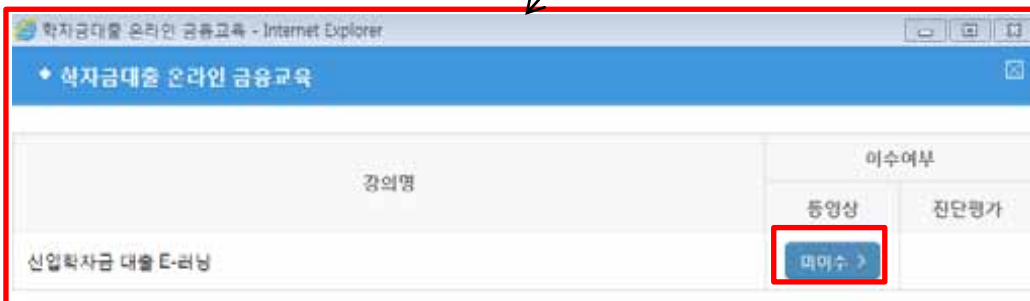 학자금대출 온라인 금융교육 - Internet Explorer
학자금대출 온라인 금융교육
강의명
이수여부
동영상
진단평가
신입학자금 대출 E-러닝
미이수 >